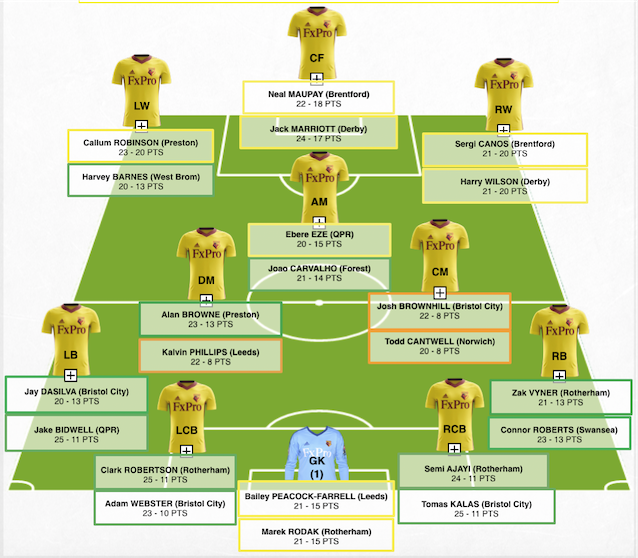 FxPro
CF
Neal MAUPAY (Brentford)
22 - 18 PTS
Jack MARRIOTT (Derby)
24 - 17 PTS
FxPro
LW
Callum ROBINSON (Preston)
23 - 20 PTS
Harvey BARNES (West Brom)
20 - 13 PTS
FxPro
RW
Sergi CANOS (Brentford)
21 - 20 PTS
Harry WILSON (Derby)
21 - 20 PTS
FxPro
AM
Ebere EZE (QPR)
20 - 15 PTS
Joao CARVALHO (Forest)
21 - 14 PTS
FxPro
DM
Alan BROWNE (Preston)
23 - 13 PTS
Kalvin PHILLIPS (Leeds)
22 - 8 PTS
FxPro
CM
Josh BROWNHILL (Bristol City)
22 - 8 PTS
Todd CANTWELL (Norwich)
20 - 8 PTS
FxPro
LB
Jay DASILVA (Bristol City)
20 - 13 PTS
Jake BIDWELL (QPR)
25 - 11 PTS
FxPro
RB
Zak VYNER (Rotherham)
21 - 13 PTS
Connor ROBERTS (Swansea)
23 - 13 PTS
FxPro
LCB
Clark ROBERTSON (Rotherham)
25 - 11 PTS
Adam WEBSTER (Bristol City)
23 - 10 PTS
FxPro
RCB
Semi AJAYI (Rotherham)
24 - 11 PTS
Tomas KALAS (Bristol City)
25 - 11 PTS
FxPro
GK
(1)
Bailey PEACOCK-FARRELL (Leeds)
21 - 15 PTS
Marek RODAK (Rotherham)
21 - 15 PTS